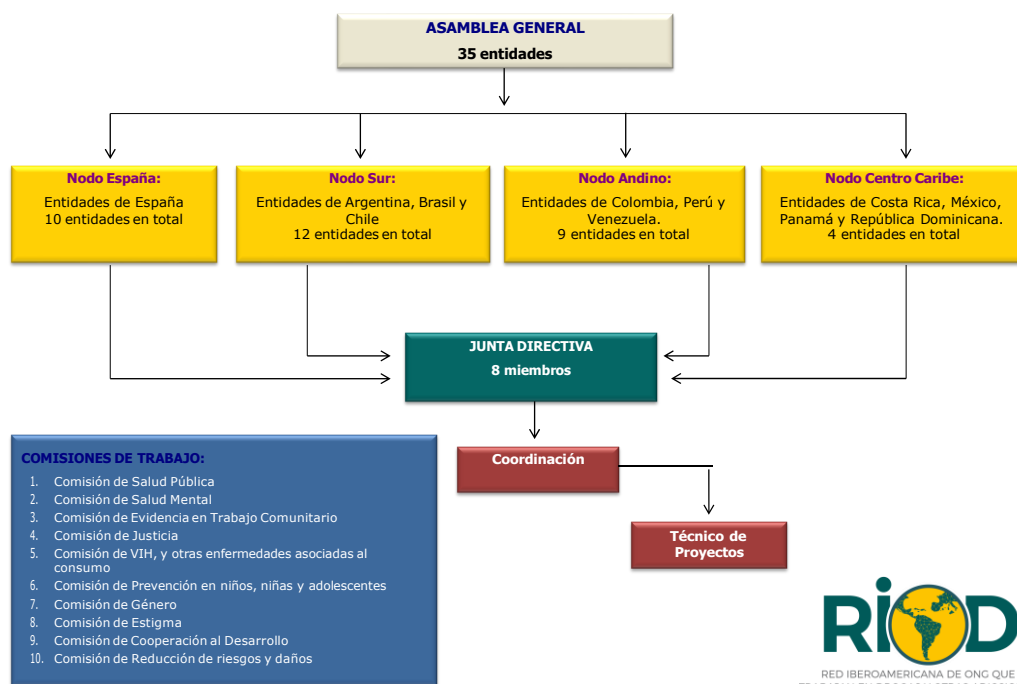 ASAMBLEA GENERAL
35 entidades
Nodo España:
Entidades de España
10 entidades en total
Nodo Sur:
Entidades de Argentina, Brasil y
Chile
12 entidades en total
Nodo Andino:
Entidades de Colombia, Perú y
Venezuela.
9 entidades en total
Nodo Centro Caribe:
Entidades de Costa Rica, México,
Panamá y República Dominicana.
4 entidades en total
JUNTA DIRECTIVA
8 miembros
Coordinación
Técnico de
Proyectos
COMISIONES DE TRABAJO:
1. Comisión de Salud Pública
2. Comisión de Salud Mental
3. Comisión de Evidencia en Trabajo Comunitario
4. Comisión de Justicia
5. Comisión de VIH, y otras enfermedades asociadas al
consumo
6. Comisión de Prevención en niños, niñas y adolescentes
7. Comisión de Género
8. Comisión de Estigma
9. Comisión de Cooperación al Desarrollo
10. Comisión de Reducción de riesgos y daños
RIOD
RED IBEROAMERICANA DE ONG QUE